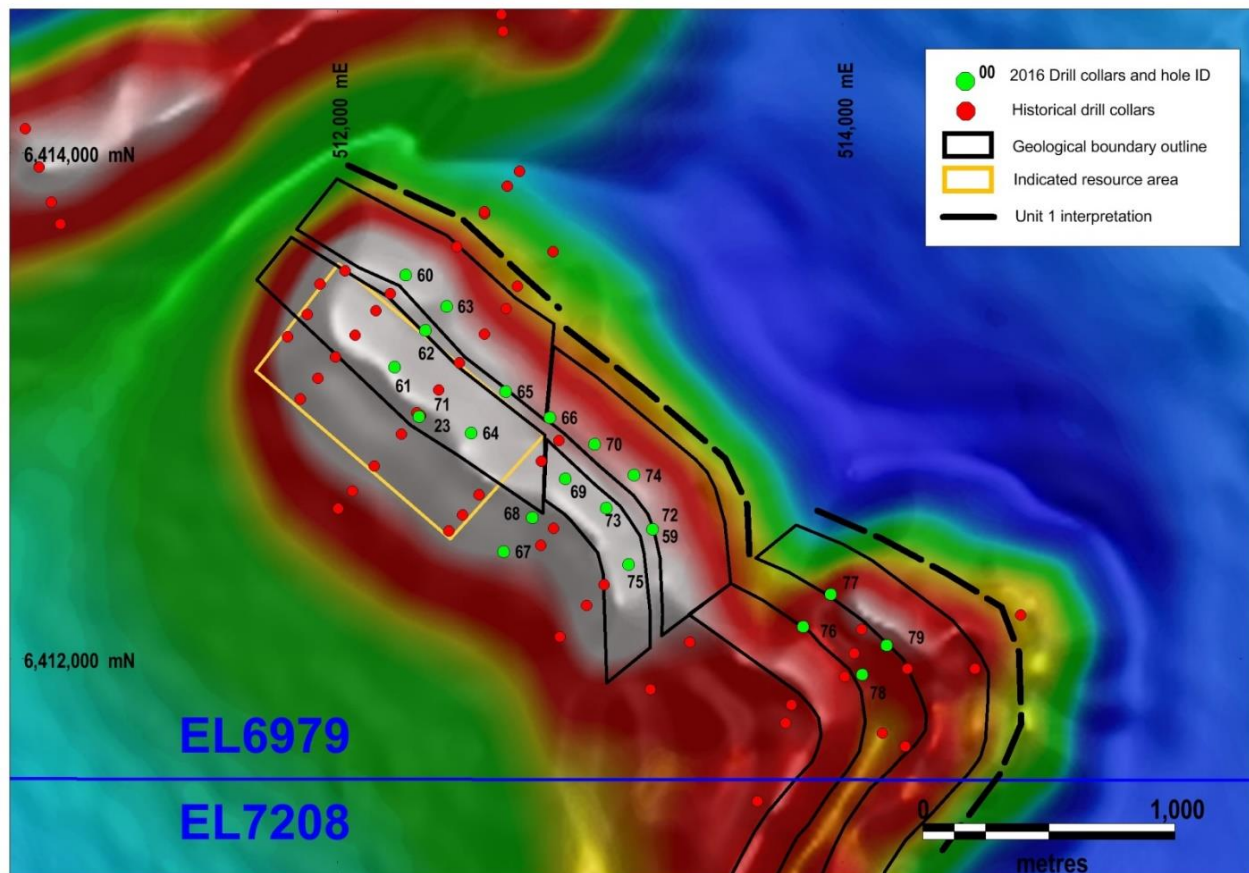 512,000 mE
514,000 mE
00 2016 Drill collars and hole ID
Historical drill collars
Geological boundary outline
Indicated resource area
Unit 1 interpretation
6,414,000 mN
60
63
62
61
65
71
23
64
66
70
74
69
68
73
72
59
67
75
77
76
79
78
6,412,000 mN
EL6979
EL7208
0 1,000
metres